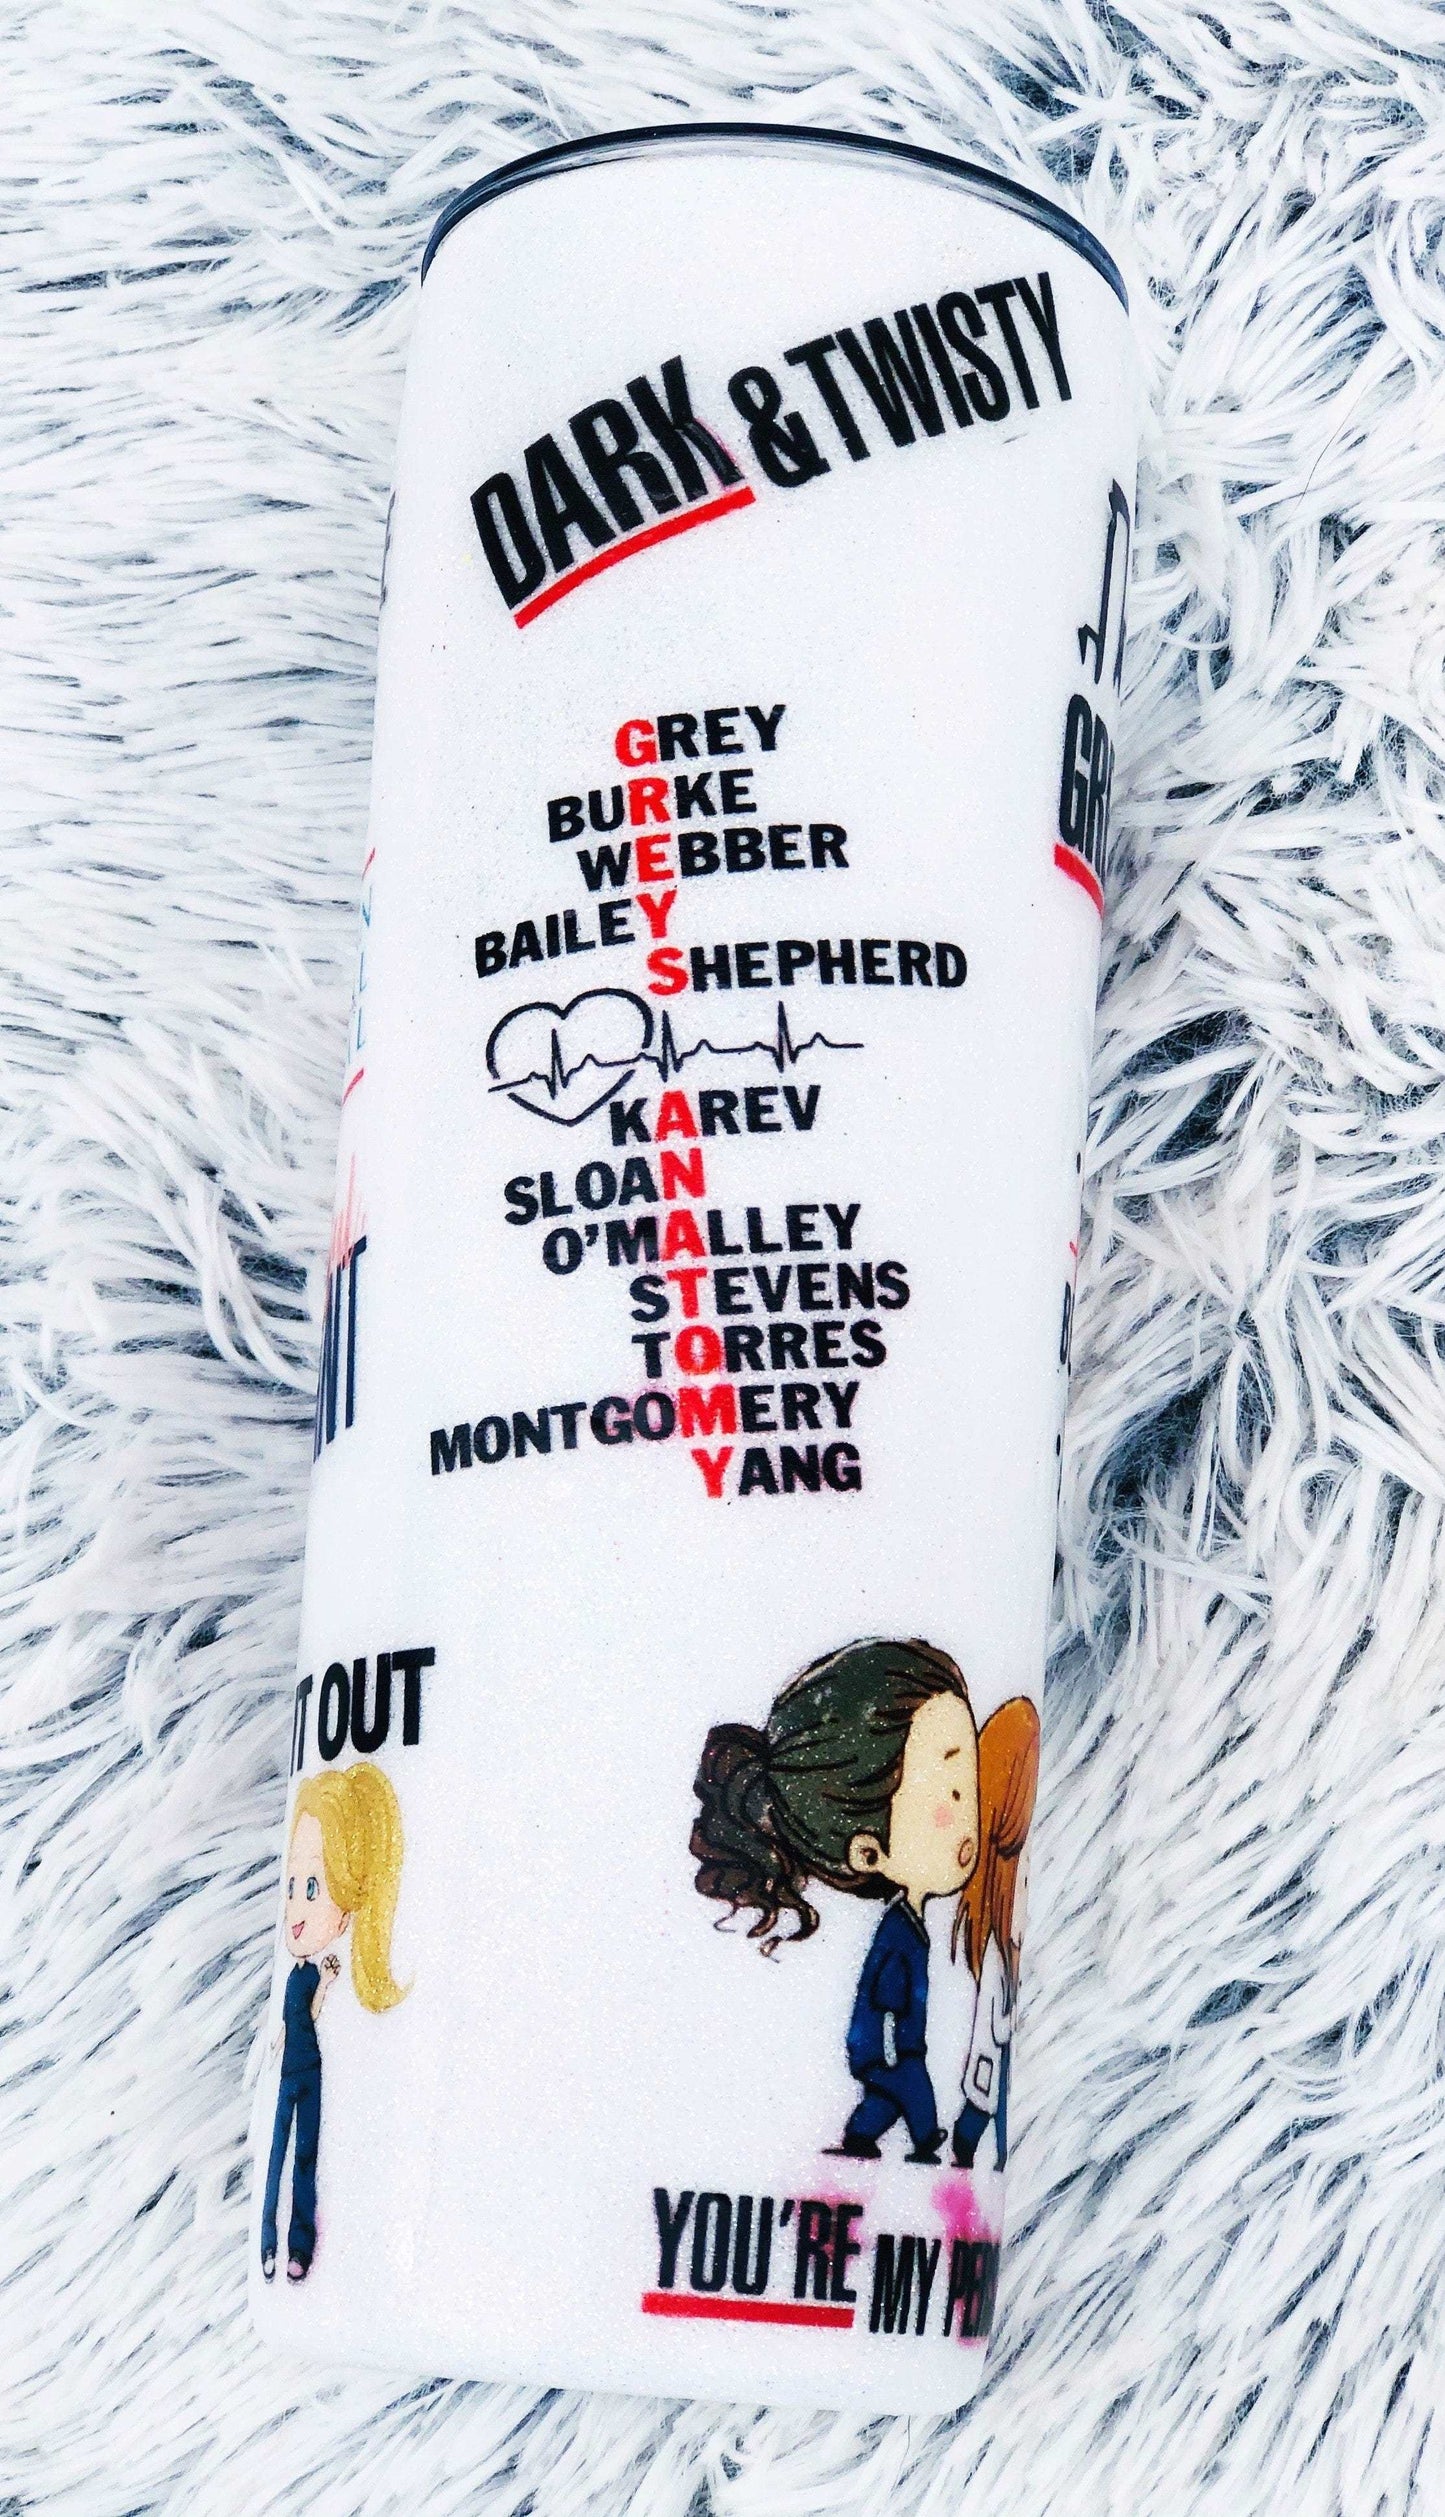 DARK & TWISTY
GREY
BURKE
WEBBER
BAILEY
SHEPHERD
KAREV
SLOAN
O'MALLEY
STEVENS
TORRES
MONTGOMERY
YANG
OUT
YOU'RE MY